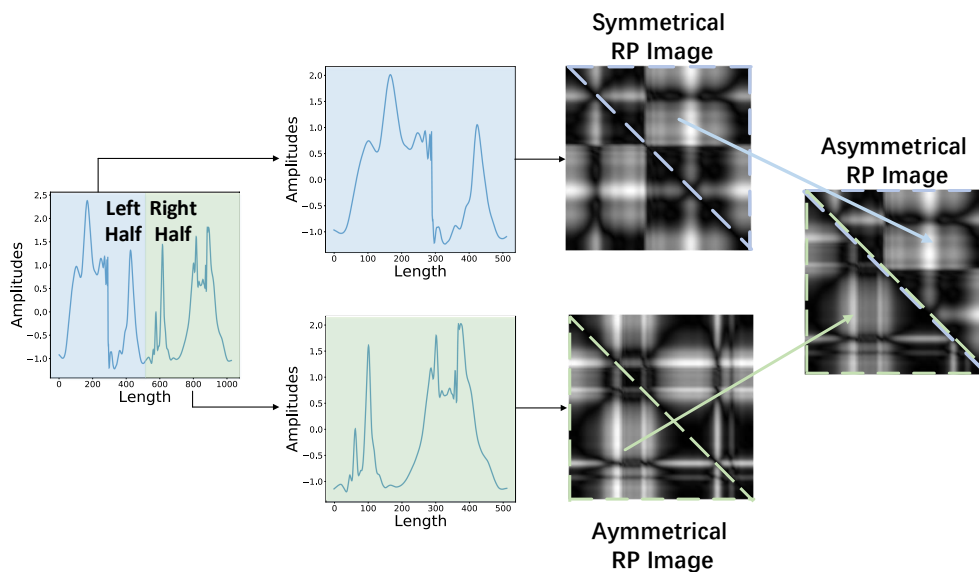 Symmetrical
RP Image
2.0
1.5
1.0
0.5
0.0
−0.5
−1.0
Amplitudes
0
100
200
300
400
500
Length
Asymmetrical
RP Image
2.5
2.0
1.5
1.0
0.5
0.0
−0.5
−1.0
Amplitudes
Left Right
Half Half
0
200
400
600
800
1000
Length
2.0
1.5
1.0
0.5
0.0
−0.5
−1.0
Amplitudes
0
100
200
300
400
500
Length
Aymmetrical
RP Image